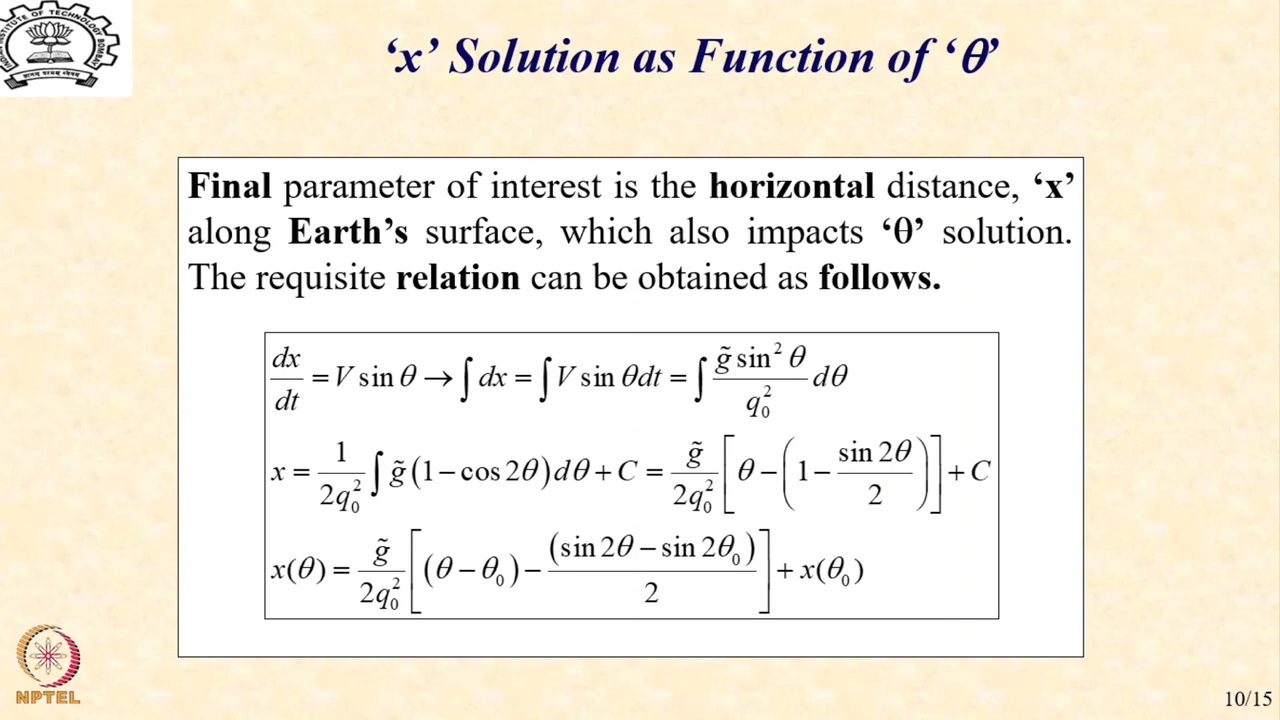 ‘x’ Solution as Function of ‘θ’
Final parameter of interest is the horizontal distance, ‘x’
along Earth’s surface, which also impacts ‘θ’ solution.
The requisite relation can be obtained as follows.
dx/dt = V sin θ → ∫ dx = ∫ V sin θdt = ∫ g̃ sin² θ / q₀² dθ
x = 1/2q₀² ∫ g̃ (1 − cos 2θ) dθ + C = g̃/2q₀² [θ − (1 − sin 2θ/2)] + C
x(θ) = g̃/2q₀² [(θ − θ₀) − (sin 2θ − sin 2θ₀)/2] + x(θ₀)
NPTEL
10/15